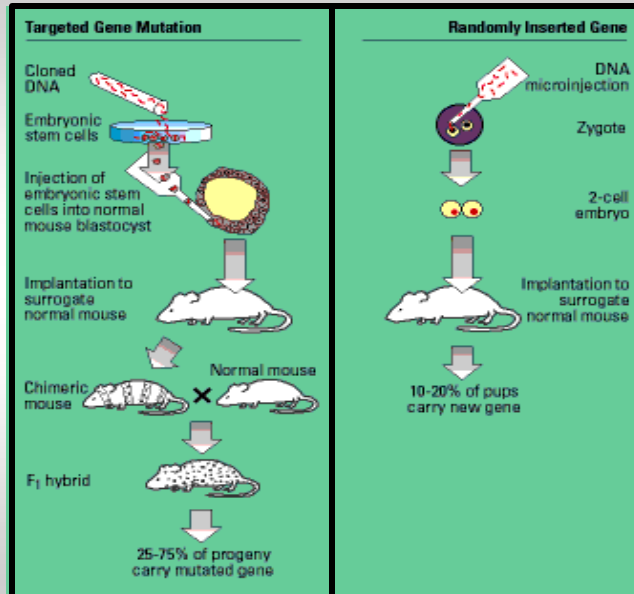 Targeted Gene Mutation
Cloned
DNA
Embryonic
stem cells
Injection of
embryonic stem
cells into normal
mouse blastocyst
Implantation to
surrogate
normal mouse
Chimeric
mouse
×
Normal mouse
F₁ hybrid
25-75% of progeny
carry mutated gene
Randomly Inserted Gene
DNA
microinjection
Zygote
2-cell
embryo
Implantation to
surrogate
normal mouse
10-20% of pups
carry new gene